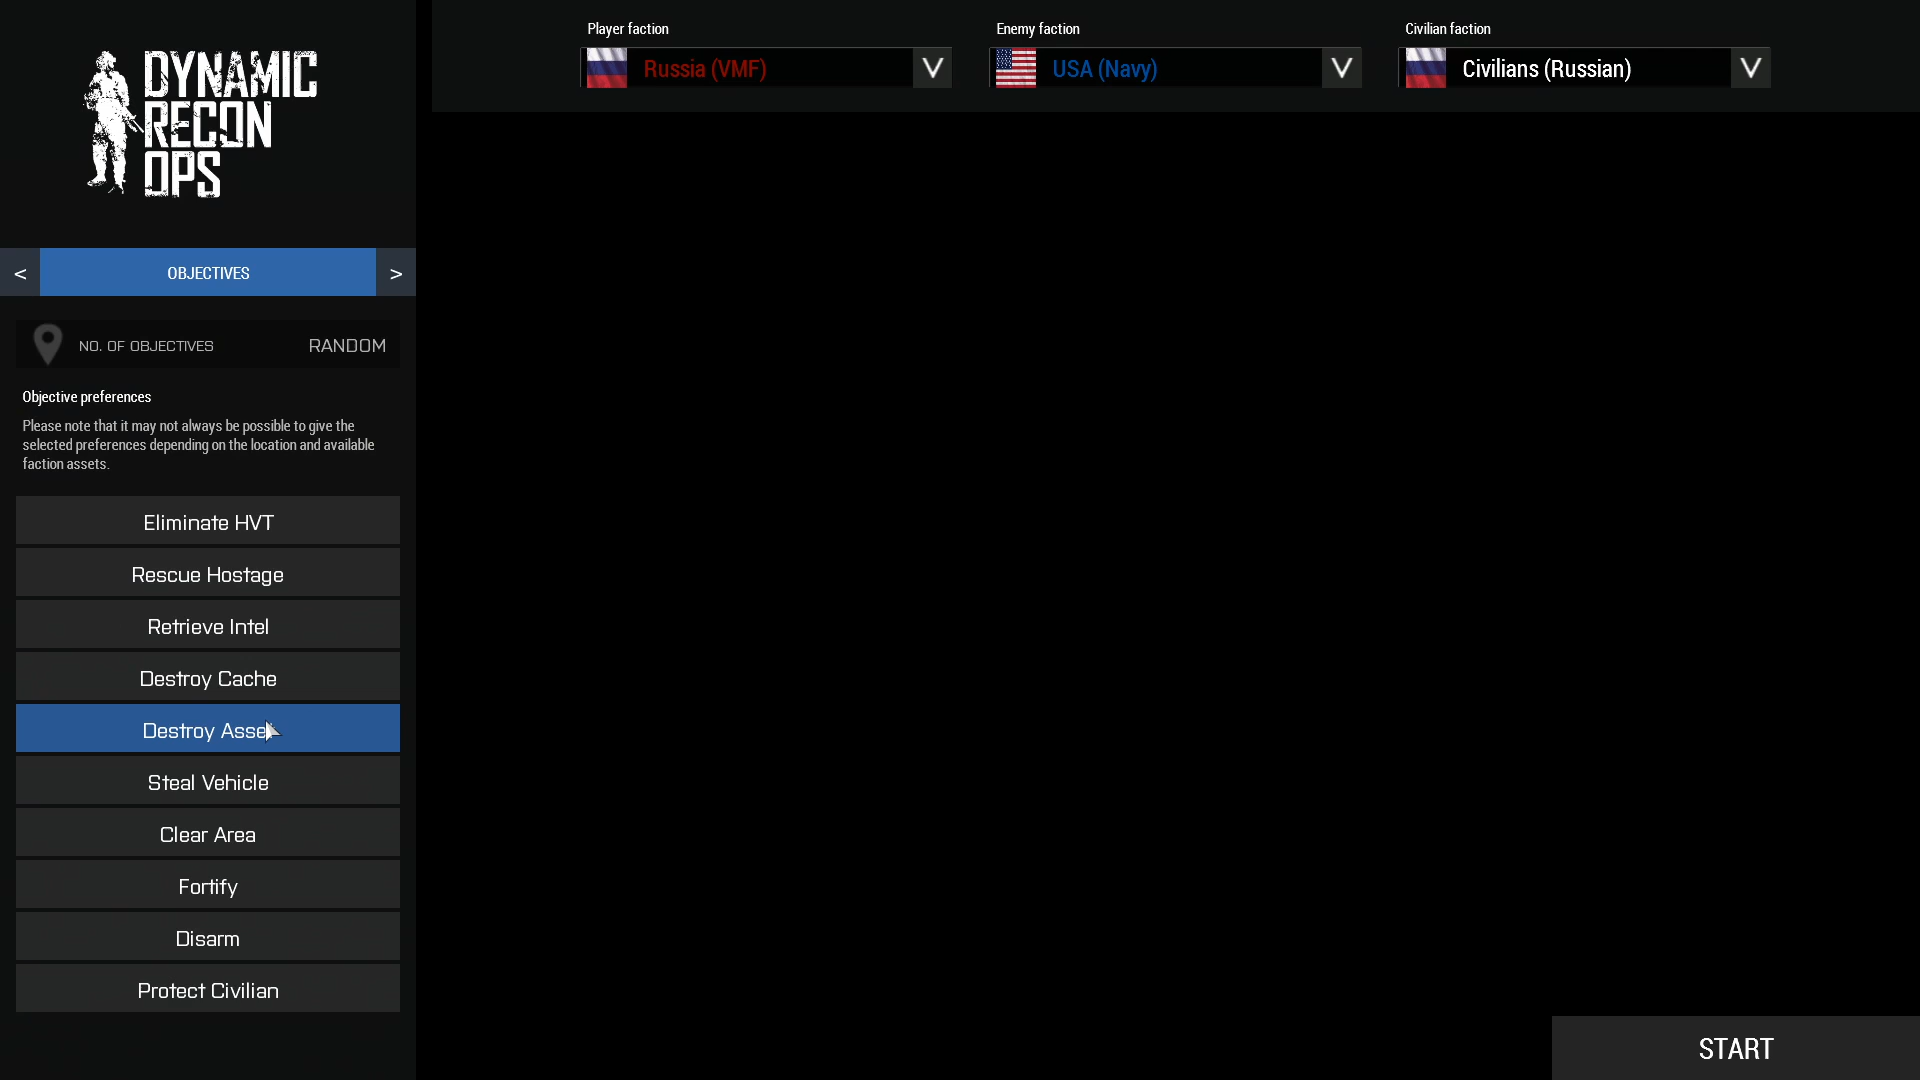 DYNAMIC
RECON
OPS
Player faction
Russia (VMF)
V
Enemy faction
USA (Navy)
V
Civilian faction
Civilians (Russian)
V
< OBJECTIVES >
NO. OF OBJECTIVES RANDOM
Objective preferences
Please note that it may not always be possible to give the
selected preferences depending on the location and available
faction assets.
Eliminate HVT
Rescue Hostage
Retrieve Intel
Destroy Cache
Destroy Asse
Steal Vehicle
Clear Area
Fortify
Disarm
Protect Civilian
START